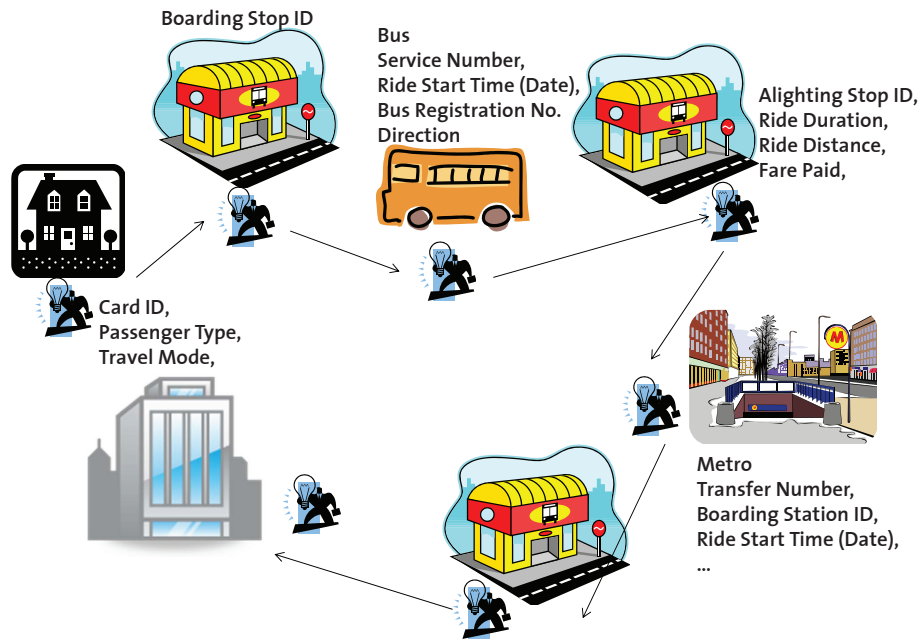 Boarding Stop ID
Bus
Service Number,
Ride Start Time (Date),
Bus Registration No.
Direction
Alighting Stop ID,
Ride Duration,
Ride Distance,
Fare Paid,
Card ID,
Passenger Type,
Travel Mode,
M
Metro
Transfer Number,
Boarding Station ID,
Ride Start Time (Date),
...